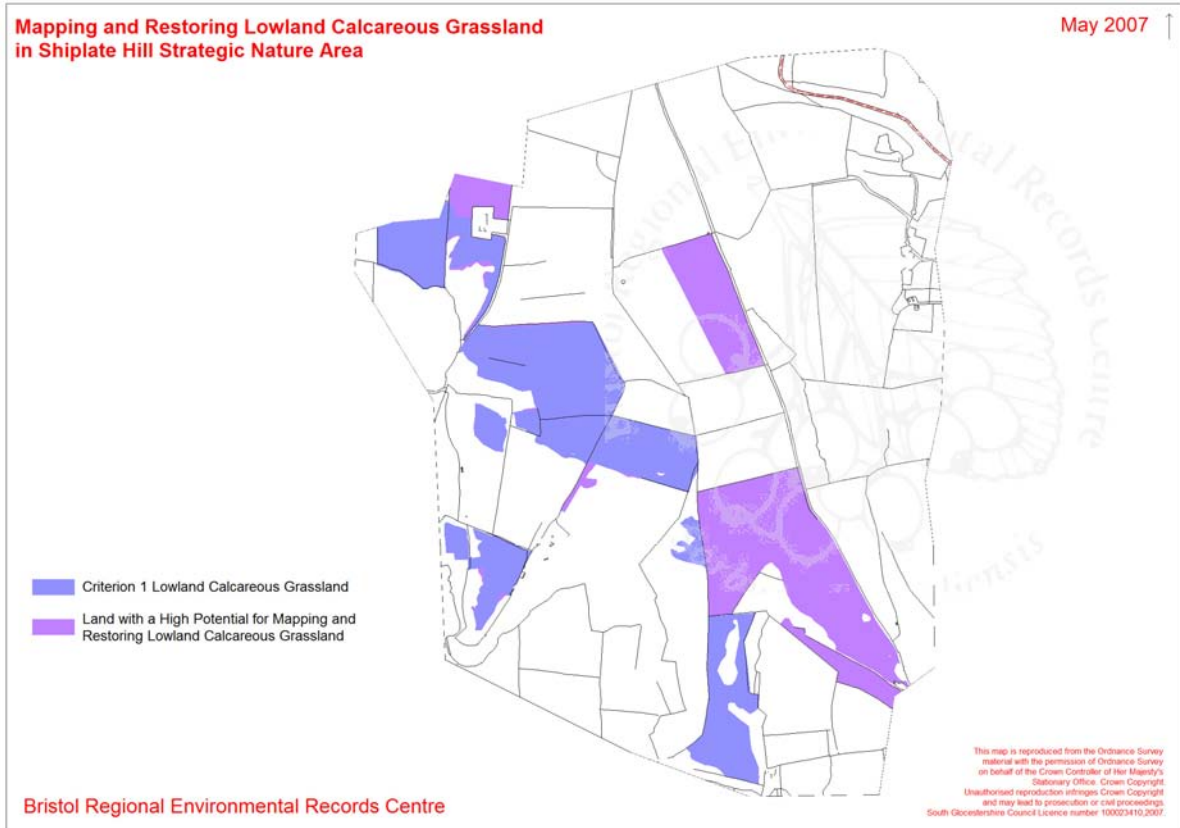 Mapping and Restoring Lowland Calcareous Grassland
in Shiplate Hill Strategic Nature Area
May 2007
Criterion 1 Lowland Calcareous Grassland
Land with a High Potential for Mapping and
Restoring Lowland Calcareous Grassland
Bristol Regional Environmental Records Centre
This map is reproduced from the Ordnance Survey
material with the permission of Ordnance Survey
on behalf of the Crown Controller of Her Majesty's
Stationary Office. Crown Copyright.
Unauthorised reproduction infringes Crown Copyright
and may lead to prosecution or civil proceedings.
South Glocestershire Council Licence number 100023410,2007.
Regional
Records Centre